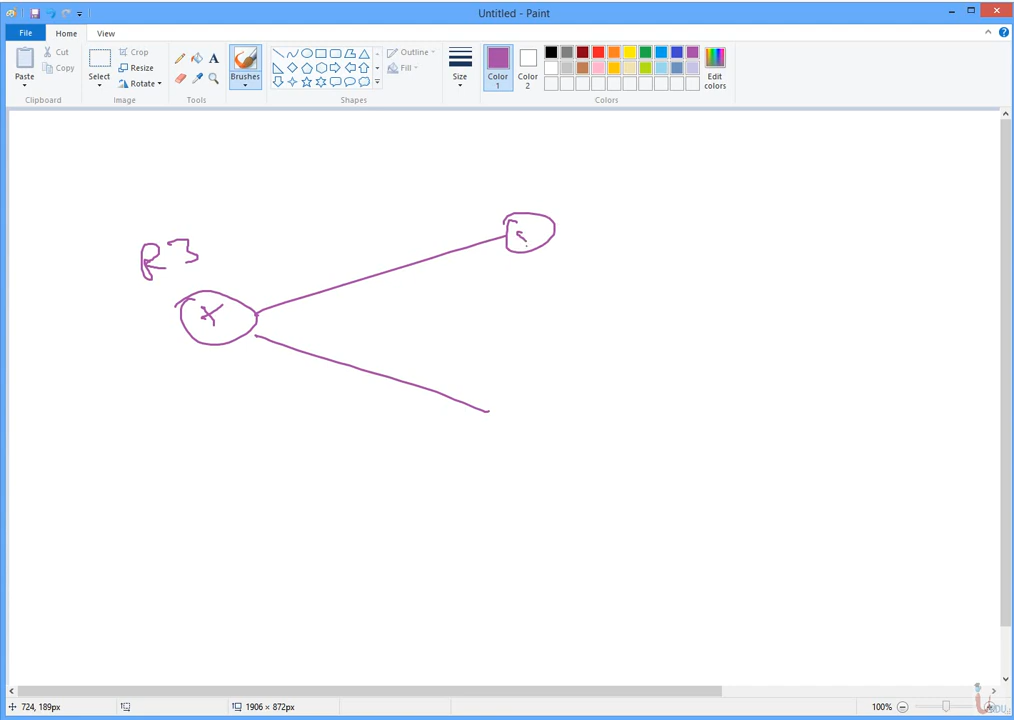 Untitled - Paint
File Home View
Paste
Cut
Copy
Clipboard
Select
Crop
Resize
Rotate
Image
Tools
Brushes
Shapes
Outline
Fill
Size
Color 1
Color 2
Edit colors
Colors
R3
X
724, 189px
1906 × 872px
100%